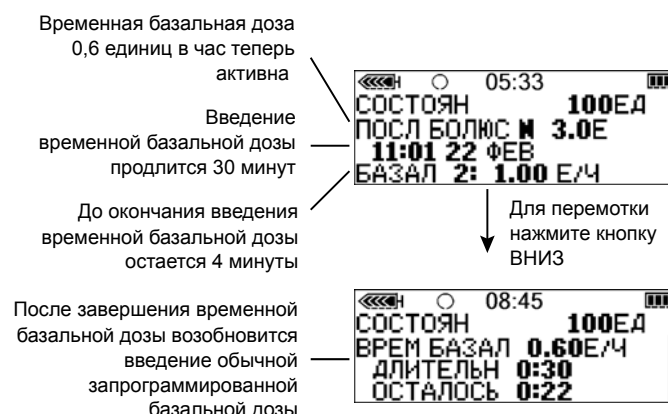 Временная базальная доза
0,6 единиц в час теперь
активна
Введение
временной базальной дозы
продлится 30 минут
До окончания введения
временной базальной дозы
остается 4 минуты
После завершения временной
базальной дозы возобновится
введение обычной
запрограммированной
базальной дозы
05:33
СОСТОЯН 100ЕД
ПОСЛ БОЛЮС N 3.0Е
11:01 22 ФЕВ
БАЗАЛ 2: 1.00 Е/Ч
Для перемотки
нажмите кнопку
ВНИЗ
08:45
СОСТОЯН 100ЕД
ВРЕМ БАЗАЛ 0.60Е/Ч
ДЛИТЕЛЬН 0:30
ОСТАЛОСЬ 0:22